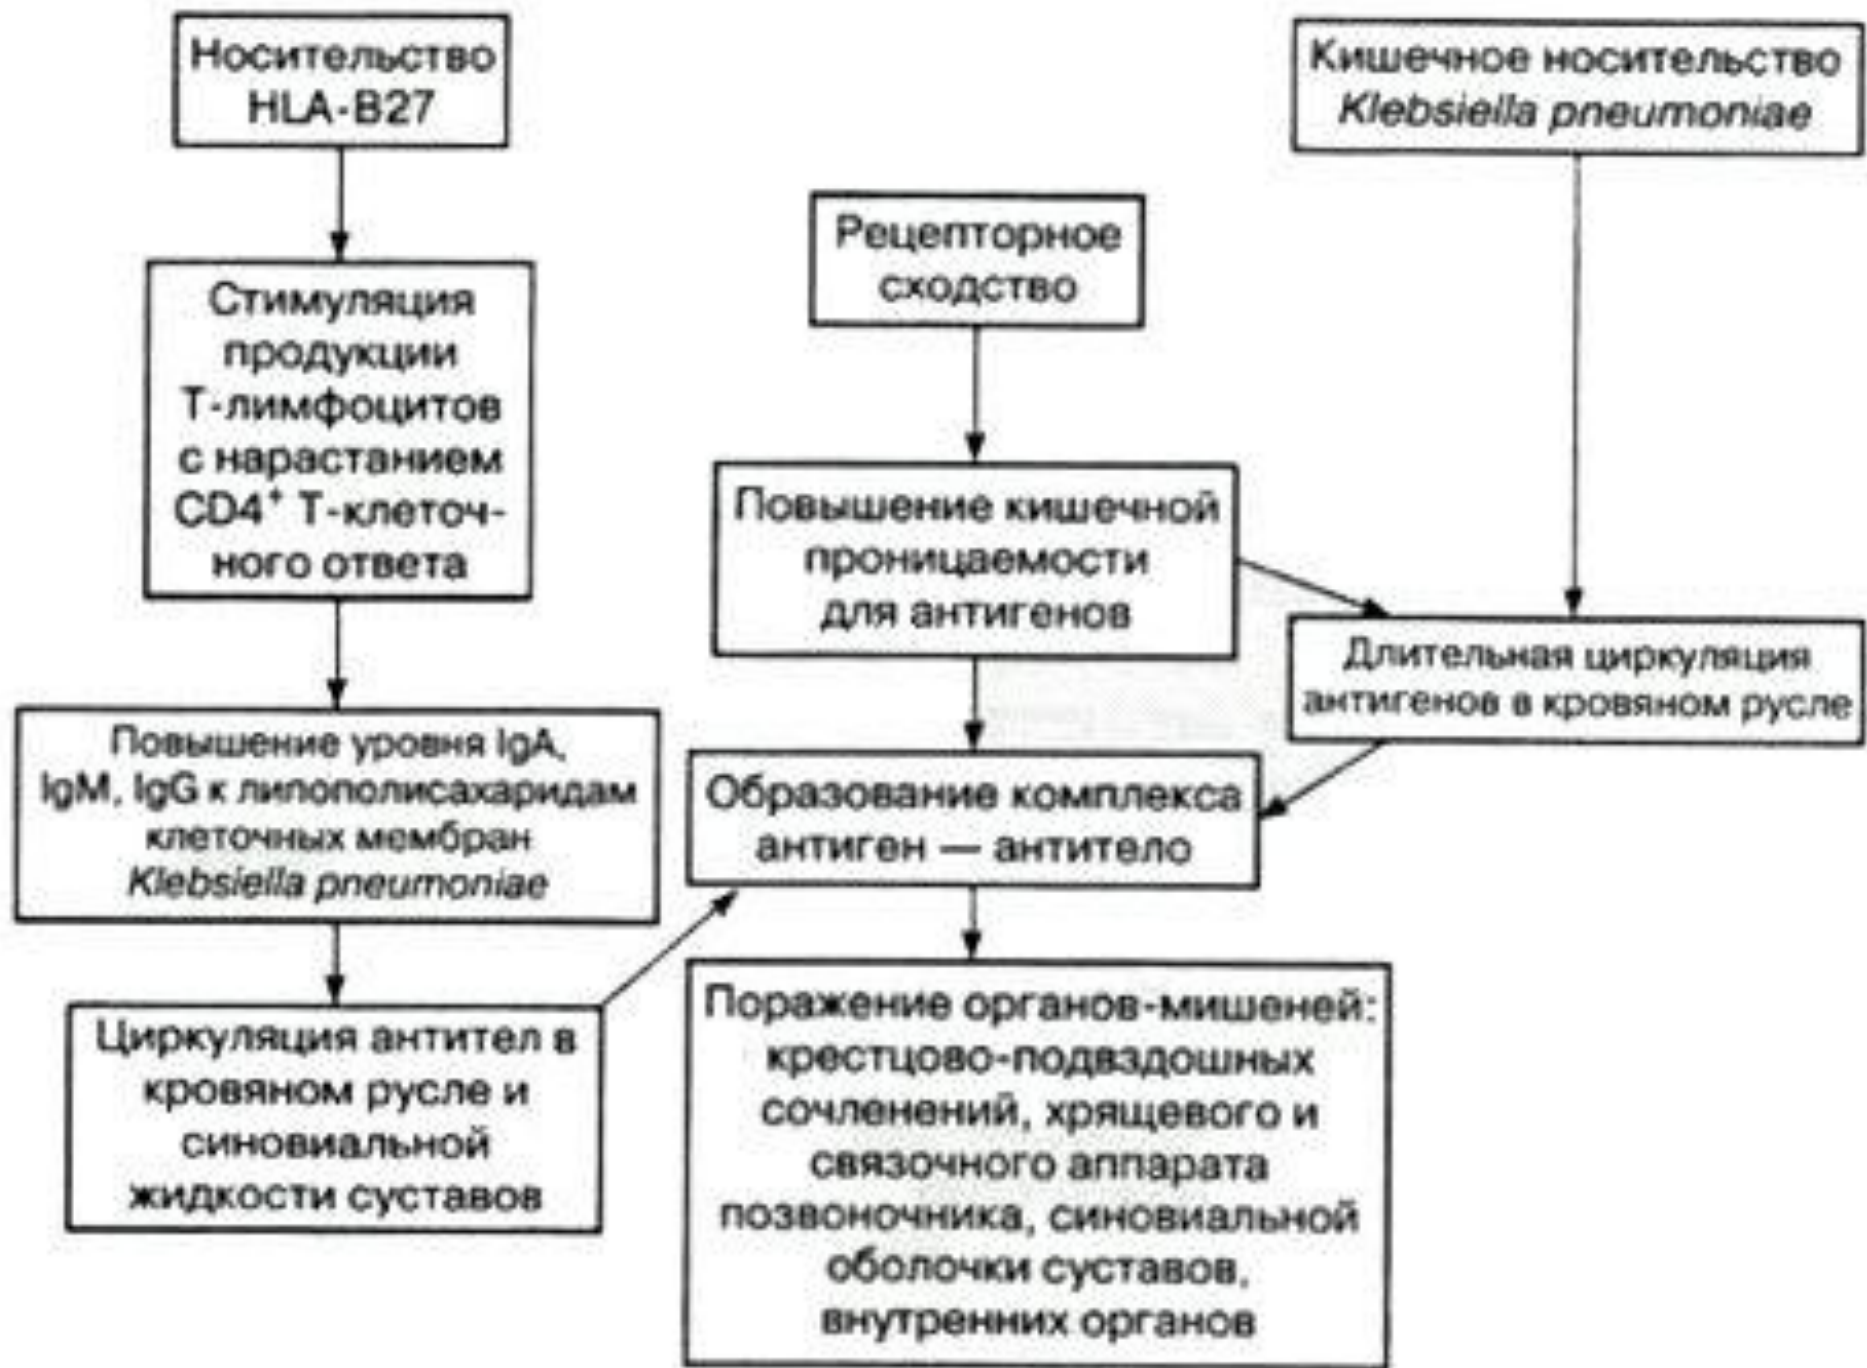 Носительство
HLA-B27
Кишечное носительство
Klebsiella pneumoniae
Рецепторное
сходство
Стимуляция
продукции
Т-лимфоцитов
с нарастанием
CD4⁺ Т-клеточ-
ного ответа
Повышение кишечной
проницаемости
для антигенов
Длительная циркуляция
антигенов в кровяном русле
Повышение уровня IgA,
IgM, IgG к липополисахаридам
клеточных мембран
Klebsiella pneumoniae
Образование комплекса
антиген — антитело
Циркуляция антител в
кровяном русле и
синовиальной
жидкости суставов
Поражение органов-мишеней:
крестцово-подвздошных
сочленений, хрящевого и
связочного аппарата
позвоночника, синовиальной
оболочки суставов,
внутренних органов